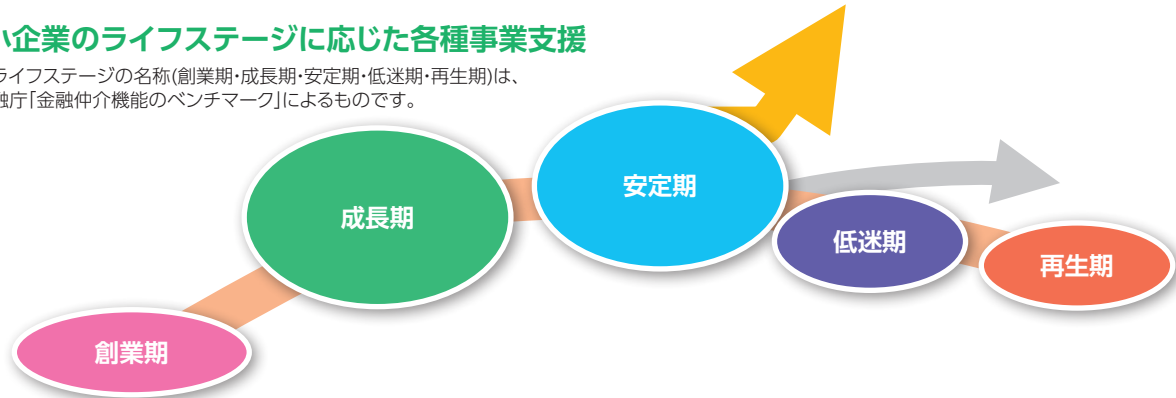 小企業のライフステージに応じた各種事業支援
ライフステージの名称(創業期・成長期・安定期・低迷期・再生期)は、
融庁「金融仲介機能のベンチマーク」によるものです。
安定期
成長期
低迷期
再生期
創業期